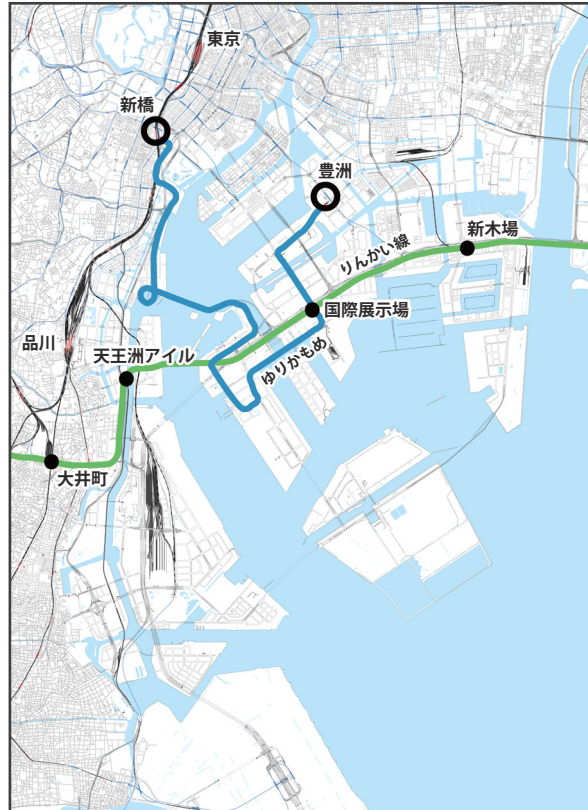 東京
新橋
豊洲
新木場
りんかい線
国際展示場
品川
天王洲アイル
ゆりかもめ
大井町